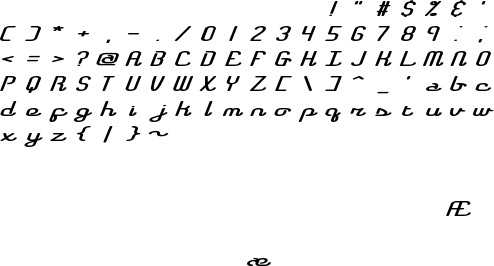 ! " # $ % & '
( ) * + , - . / 0 1 2 3 4 5 6 7 8 9 : ;
< = > ? @ A B C D E F G H I J K L M N O
P Q R S T U V W X Y Z [ \ ] ^ _ ' a b c
d e f g h i j k l m n o p q r s t u v w
x y z { | } ~
Æ
æ